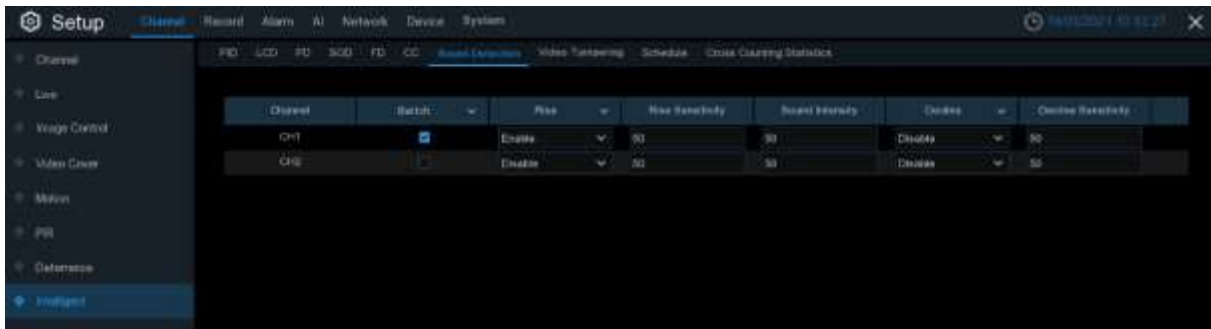 Setup Channel Record Alarm AI Network Device System
PID LCD PD SOD FD CC Sound Detection Video Tampering Schedule Cross Counting Statistics
Channel
Live
Image Control
Video Cover
Motion
PIR
Deterrence
Intelligent
Channel Switch Rise Rise Sensitivity Sound Intensity Decline Decline Sensitivity
CH1 Enable 50 50 Disable 50
CH2 Disable 50 50 Disable 50